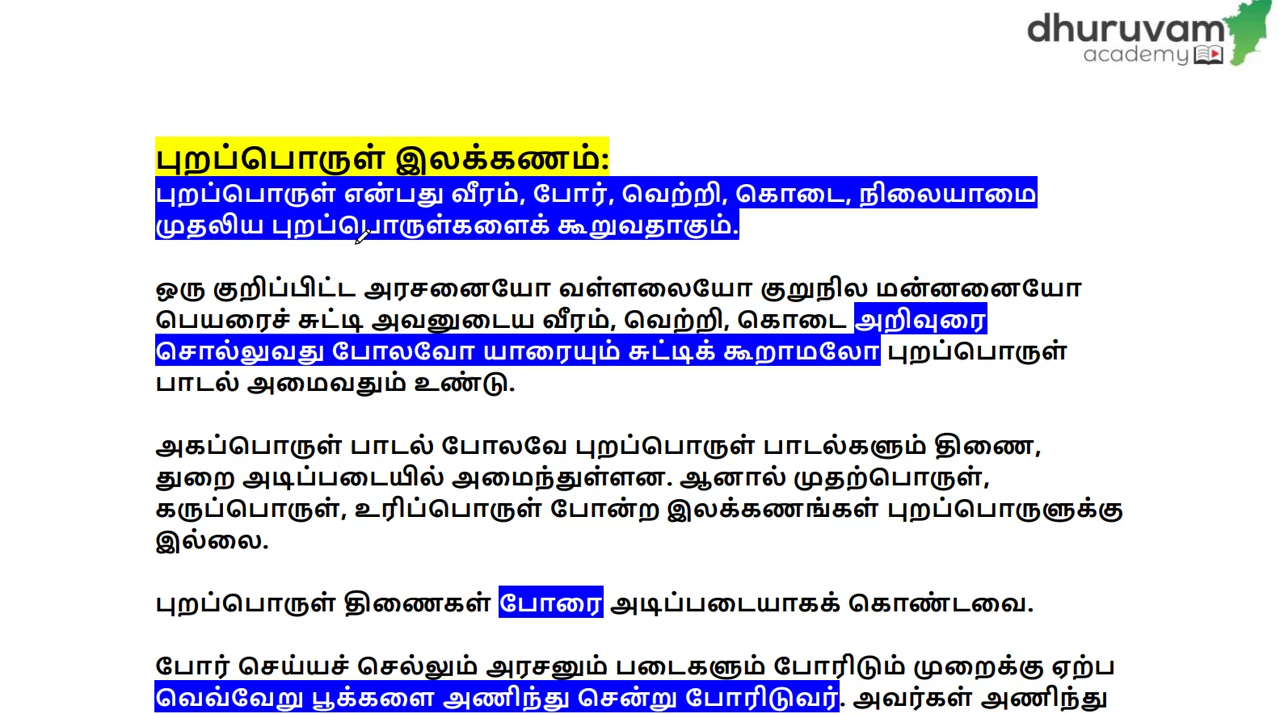 dhuruvam
academy
புறப்பொருள் இலக்கணம்:
புறப்பொருள் என்பது வீரம், போர், வெற்றி, கொடை, நிலையாமை
முதலிய புறப்பொருள்களைக் கூறுவதாகும்.
ஒரு குறிப்பிட்ட அரசனையோ வள்ளலையோ குறுநில மன்னனையோ
பெயரைச் சுட்டி அவனுடைய வீரம், வெற்றி, கொடை அறிவுரை
சொல்லுவது போலவோ யாரையும் சுட்டிக் கூறாமலோ புறப்பொருள்
பாடல் அமைவதும் உண்டு.
அகப்பொருள் பாடல் போலவே புறப்பொருள் பாடல்களும் திணை,
துறை அடிப்படையில் அமைந்துள்ளன. ஆனால் முதற்பொருள்,
கருப்பொருள், உரிப்பொருள் போன்ற இலக்கணங்கள் புறப்பொருளுக்கு
இல்லை.
புறப்பொருள் திணைகள் போரை அடிப்படையாகக் கொண்டவை.
போர் செய்யச் செல்லும் அரசனும் படைகளும் போரிடும் முறைக்கு ஏற்ப
வெவ்வேறு பூக்களை அணிந்து சென்று போரிடுவர். அவர்கள் அணிந்து